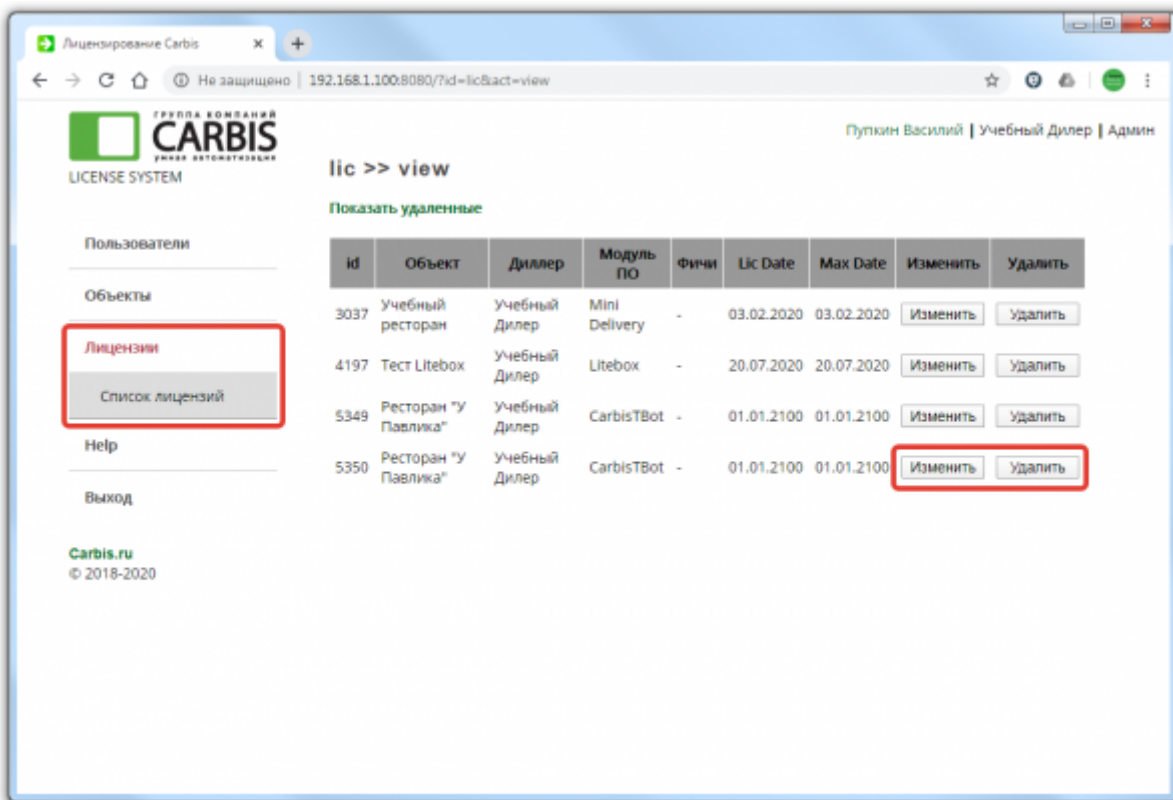 Лицензирование Carbis
Не защищено | 192.168.1.100:8080/?id=lic&act=view
ГРУППА КОМПАНИЙ
CARBIS
умная автоматизация
LICENSE SYSTEM
Пупкин Василий | Учебный Дилер | Админ
lic >> view
Показать удаленные
Пользователи
Объекты
Лицензии
Список лицензий
Help
Выход
Carbis.ru
© 2018-2020
id Объект Диллер Модуль ПО Фичи Lic Date Max Date Изменить Удалить
3037 Учебный ресторан Учебный Дилер Mini Delivery - 03.02.2020 03.02.2020 Изменить Удалить
4197 Тест Litebox Учебный Дилер Litebox - 20.07.2020 20.07.2020 Изменить Удалить
5349 Ресторан "У Павлика" Учебный Дилер CarbisTBot - 01.01.2100 01.01.2100 Изменить Удалить
5350 Ресторан "У Павлика" Учебный Дилер CarbisTBot - 01.01.2100 01.01.2100 Изменить Удалить